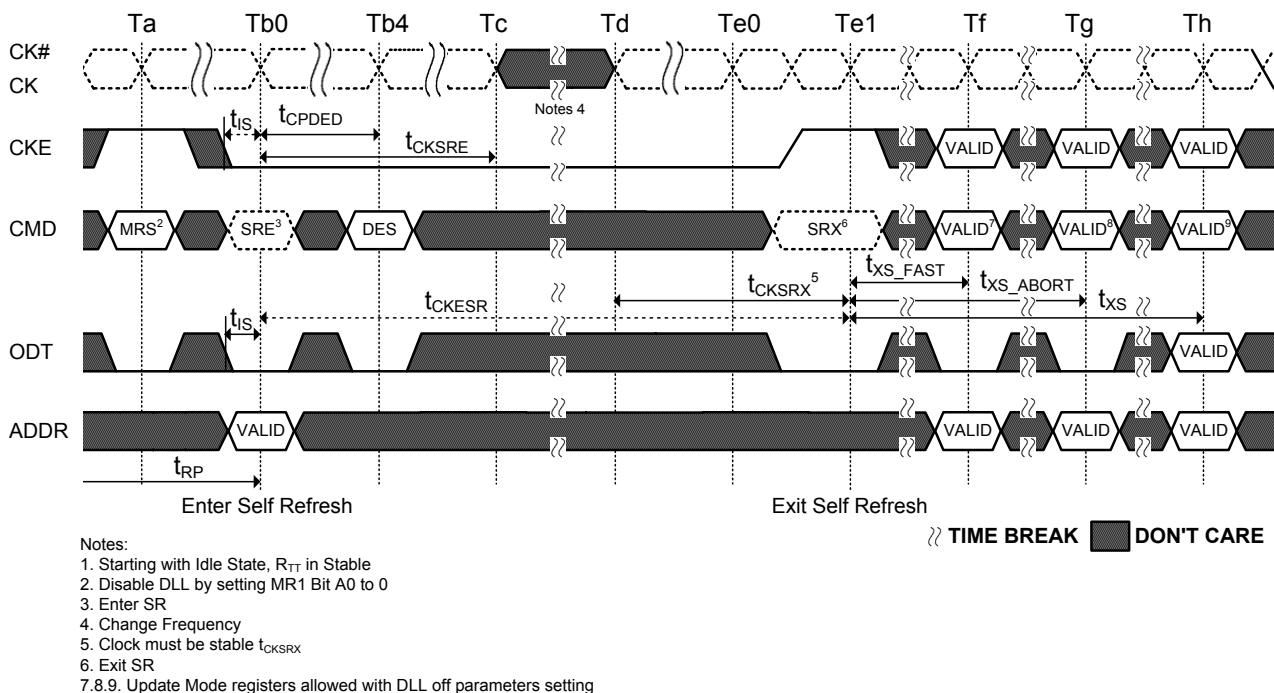 Ta Tb0 Tb4 Tc Td Te0 Te1 Tf Tg Th
CK#
CK
Notes 4
tIS tCPDED
tCKSRE
CKE VALID VALID VALID
CMD MRS2 SRE3 DES SRX6 VALID7 VALID8 VALID9
tXS_FAST
tCKSRX5 tXS_ABORT
tIS tCKESR tXS
ODT VALID
ADDR VALID VALID VALID VALID
tRP
Enter Self Refresh Exit Self Refresh
TIME BREAK DON'T CARE
Notes:
1. Starting with Idle State, RTT in Stable
2. Disable DLL by setting MR1 Bit A0 to 0
3. Enter SR
4. Change Frequency
5. Clock must be stable tCKSRX
6. Exit SR
7.8.9. Update Mode registers allowed with DLL off parameters setting